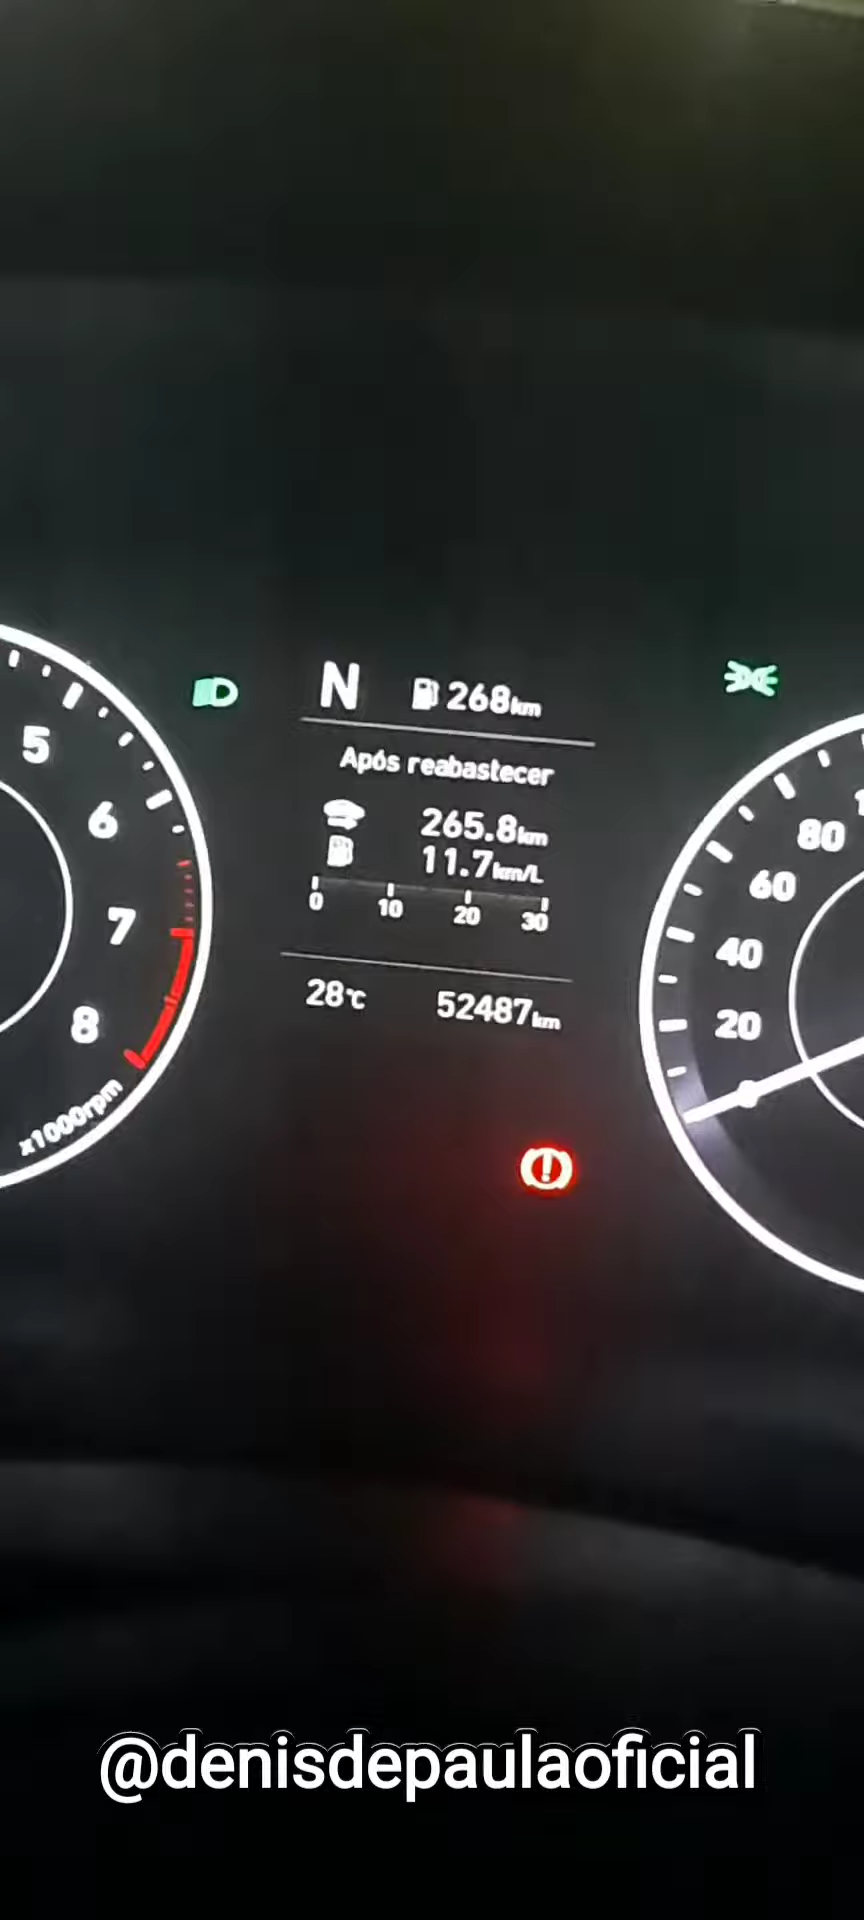 5
6
7
8
x1000rpm
N 268km
Após reabastecer
265.8km
11.7km/L
0 10 20 30
28°C 52487km
80
60
40
20
0
@denisdepaulaoficial